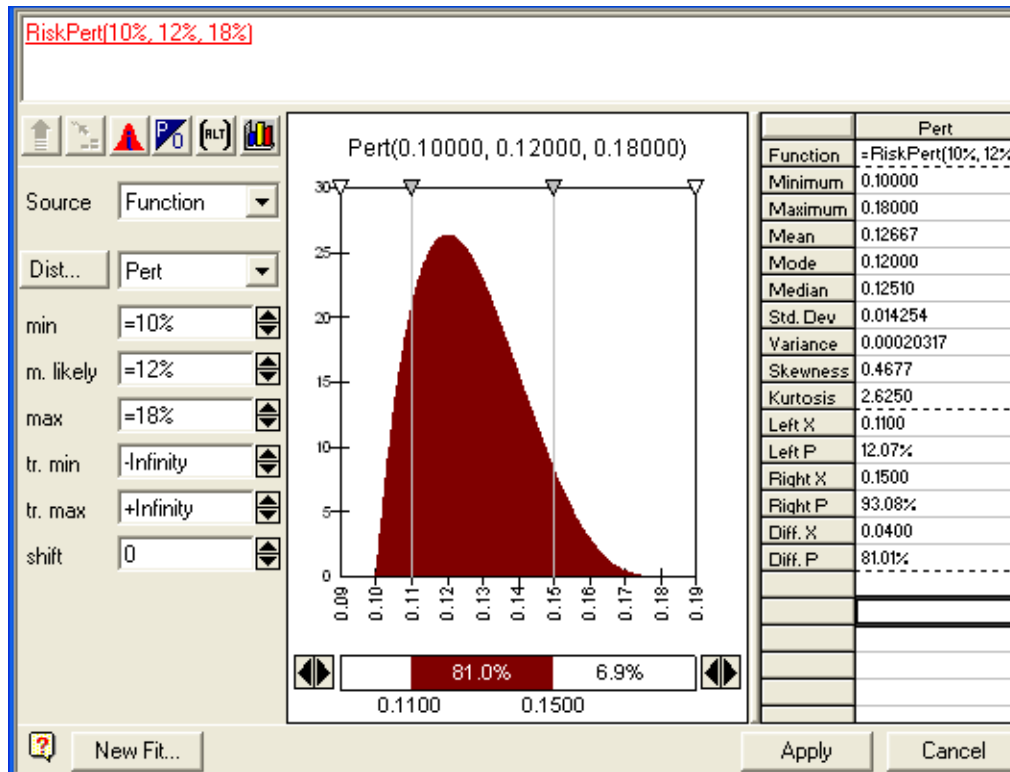 RiskPert(10%, 12%, 18%)
(ALT)
Source Function
Dist... Pert
min =10%
m. likely =12%
max =18%
tr. min -Infinity
tr. max +Infinity
shift 0
Pert(0.10000, 0.12000, 0.18000)
30
25
20
15
10
5
0
0.09 0.10 0.11 0.12 0.13 0.14 0.15 0.16 0.17 0.18 0.19
81.0% 6.9%
0.1100 0.1500
Pert
Function =RiskPert(10%, 12%
Minimum 0.10000
Maximum 0.18000
Mean 0.12667
Mode 0.12000
Median 0.12510
Std. Dev 0.014254
Variance 0.00020317
Skewness 0.4677
Kurtosis 2.6250
Left X 0.1100
Left P 12.07%
Right X 0.1500
Right P 93.08%
Diff. X 0.0400
Diff. P 81.01%
? New Fit... Apply Cancel